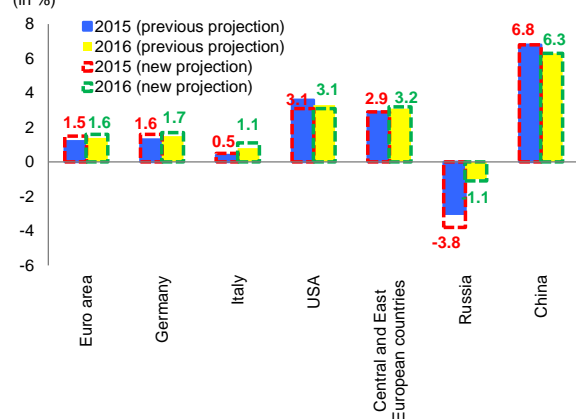 (in %)
8
6
4
2
0
-2
-4
-6
2015 (previous projection)
2016 (previous projection)
2015 (new projection)
2016 (new projection)
1.5
1.6
1.6
1.7
0.5
1.1
3.1
3.1
2.9
3.2
-3.8
1.1
6.8
6.3
Euro area
Germany
Italy
USA
Central and East
European countries
Russia
China